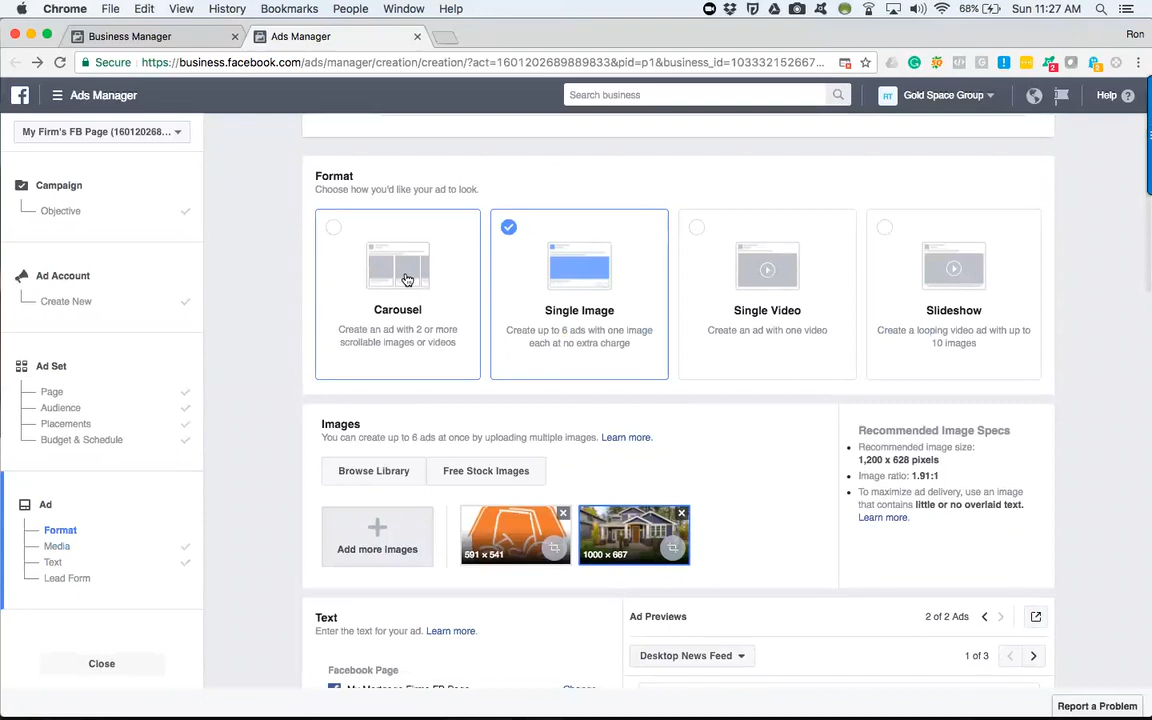 Chrome File Edit View History Bookmarks People Window Help 68% Sun 11:27 AM
Business Manager Ads Manager Ron
Secure https://business.facebook.com/ads/manager/creation/creation/?act=1601202689889833&pid=p1&business_id=103332152667...
Ads Manager Search business RT Gold Space Group Help
My Firm's FB Page (160120268...
Campaign
Objective
Ad Account
Create New
Ad Set
Page
Audience
Placements
Budget & Schedule
Ad
Format
Media
Text
Lead Form
Close
Format
Choose how you'd like your ad to look.
Carousel
Create an ad with 2 or more
scrollable images or videos
Single Image
Create up to 6 ads with one image
each at no extra charge
Single Video
Create an ad with one video
Slideshow
Create a looping video ad with up to
10 images
Images
You can create up to 6 ads at once by uploading multiple images. Learn more.
Browse Library Free Stock Images
Add more Images
591 × 541
1000 × 667
Recommended Image Specs
Recommended image size:
1,200 x 628 pixels
Image ratio: 1.91:1
To maximize ad delivery, use an image
that contains little or no overlaid text.
Learn more.
Text
Enter the text for your ad. Learn more.
Facebook Page
My Mortgage Firms FB Page Change
Ad Previews 2 of 2 Ads
Desktop News Feed 1 of 3
Report a Problem